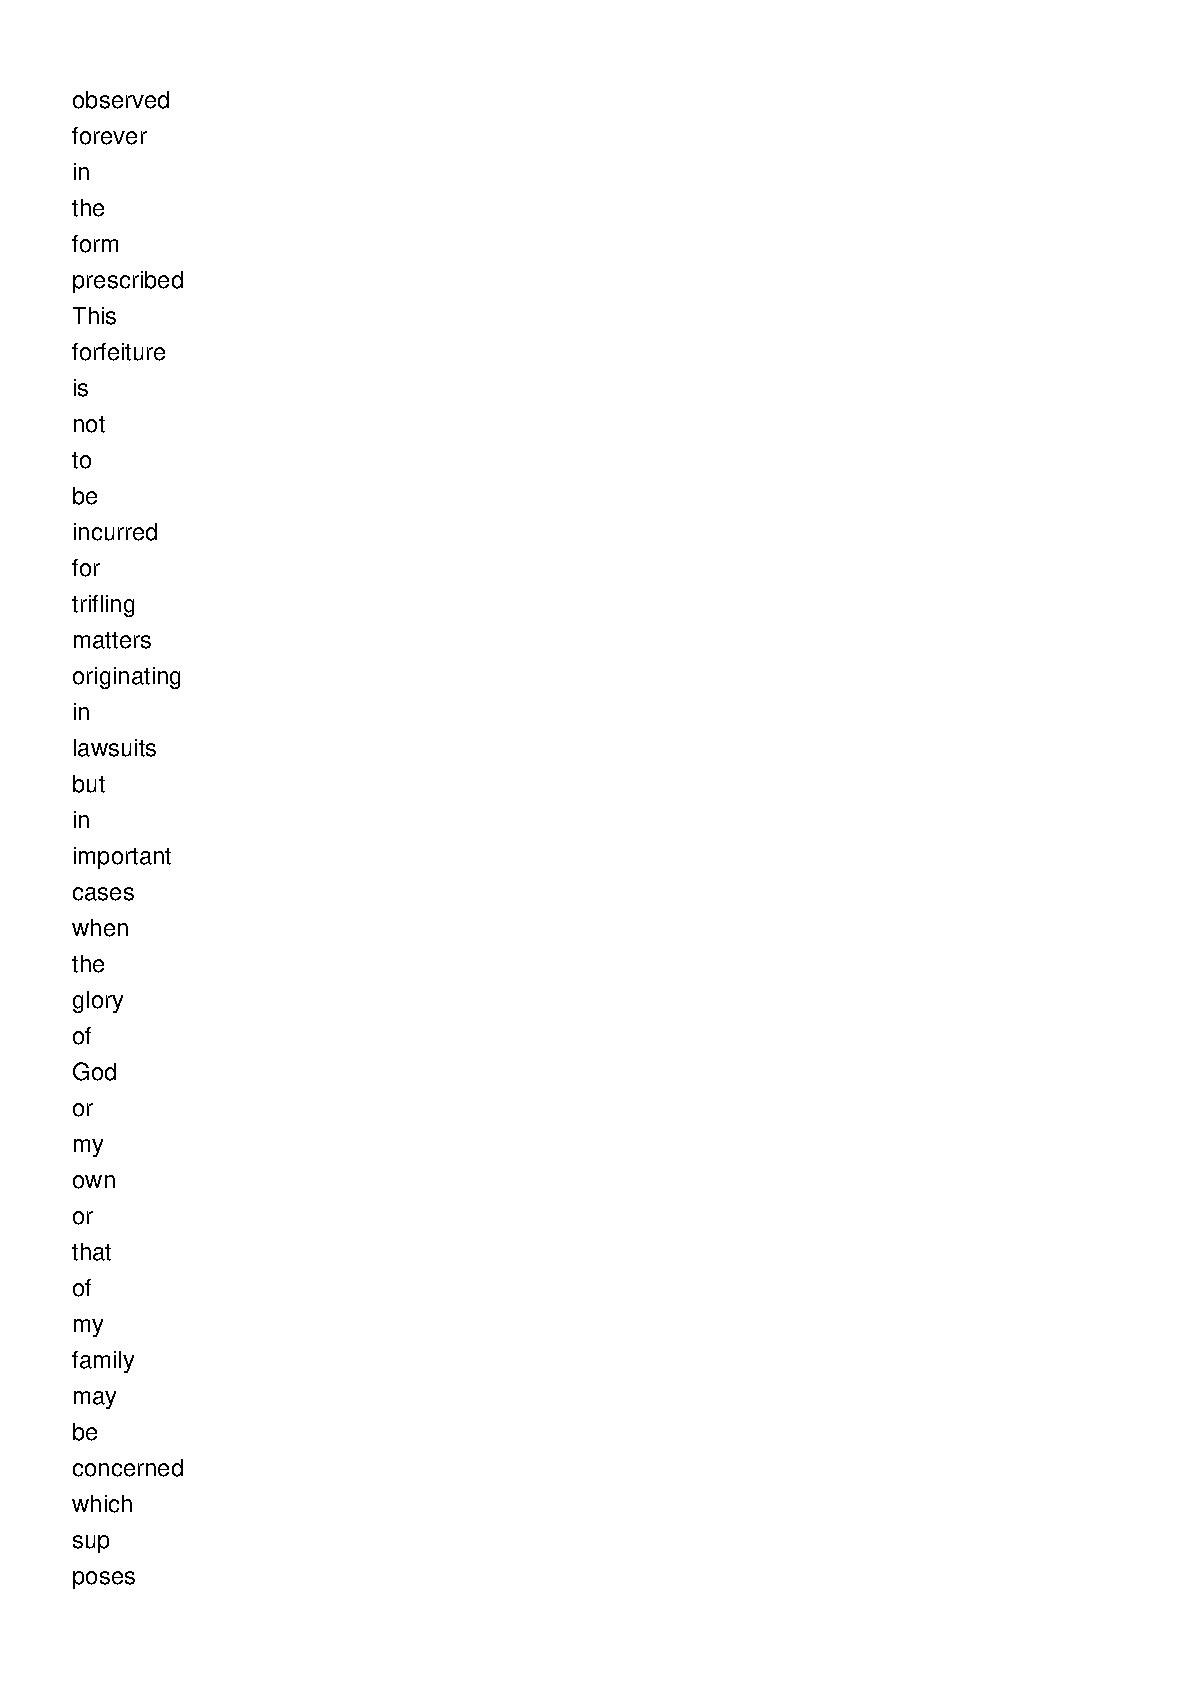 observed
forever
in
the
form
prescribed
This
forfeiture
is
not
to
be
incurred
for
trifling
matters
originating
in
lawsuits
but
in
important
cases
when
the
glory
of
God
or
my
own
or
that
of
my
family
may
be
concerned
which
sup
poses